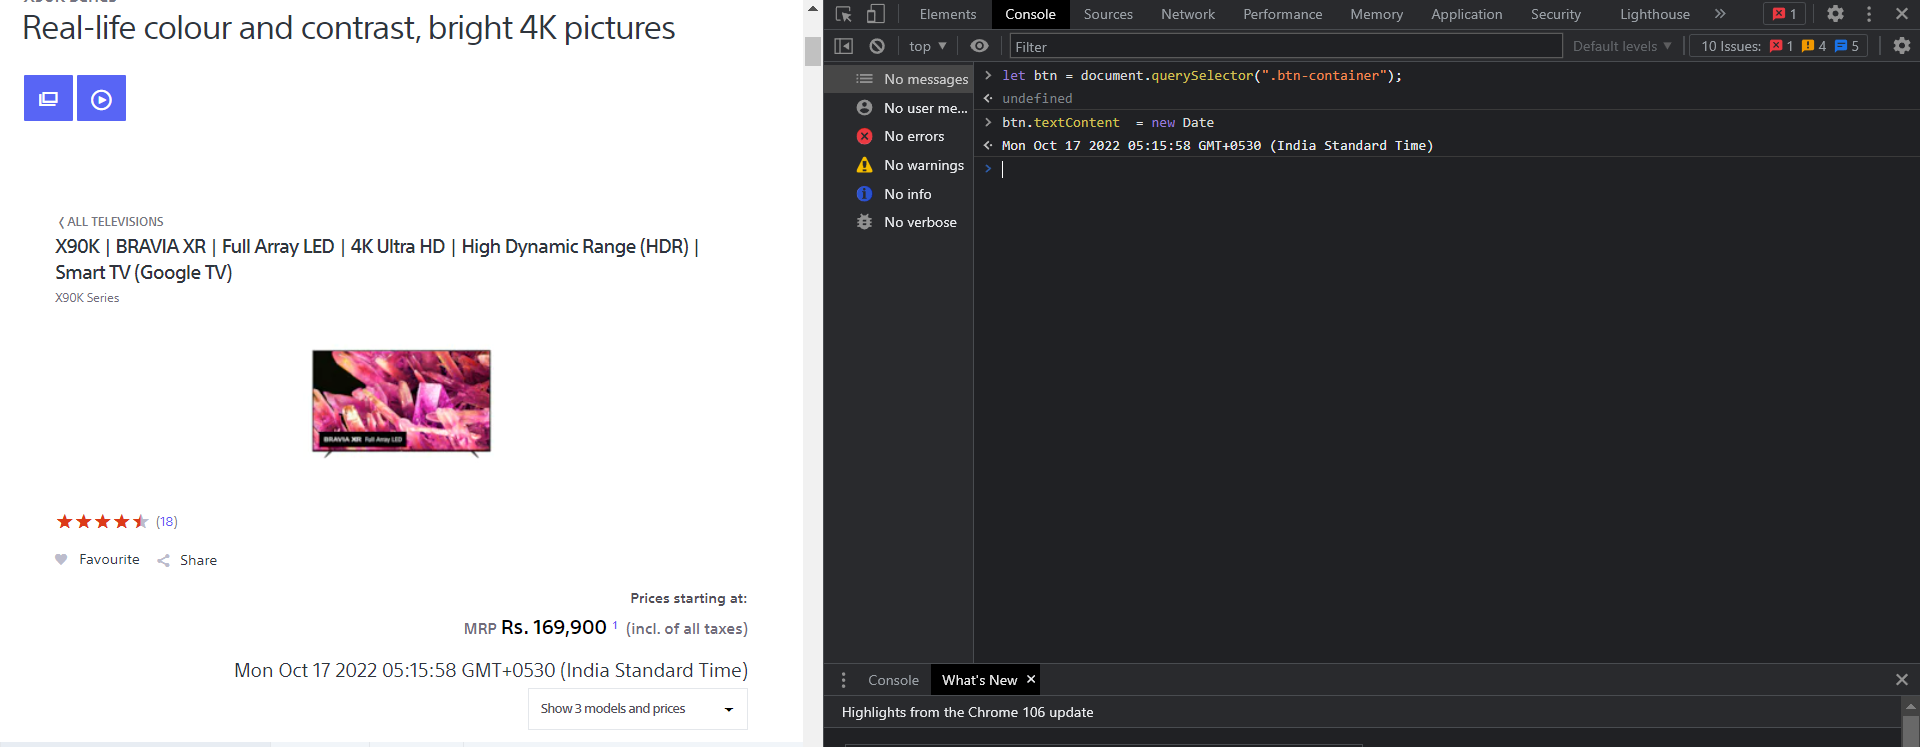 Real-life colour and contrast, bright 4K pictures
ALL TELEVISIONS
X90K | BRAVIA XR | Full Array LED | 4K Ultra HD | High Dynamic Range (HDR) |
Smart TV (Google TV)
X90K Series
BRAVIA XR Full Array LED
(18)
Favourite Share
Prices starting at:
MRP Rs. 169,900 1 (incl. of all taxes)
Mon Oct 17 2022 05:15:58 GMT+0530 (India Standard Time)
Show 3 models and prices
Elements Console Sources Network Performance Memory Application Security Lighthouse » 1
top Filter Default levels 10 Issues: 1 4 5
No messages
No user me...
No errors
No warnings
No info
No verbose
let btn = document.querySelector(".btn-container");
undefined
btn.textContent  = new Date
Mon Oct 17 2022 05:15:58 GMT+0530 (India Standard Time)
Console What's New
Highlights from the Chrome 106 update